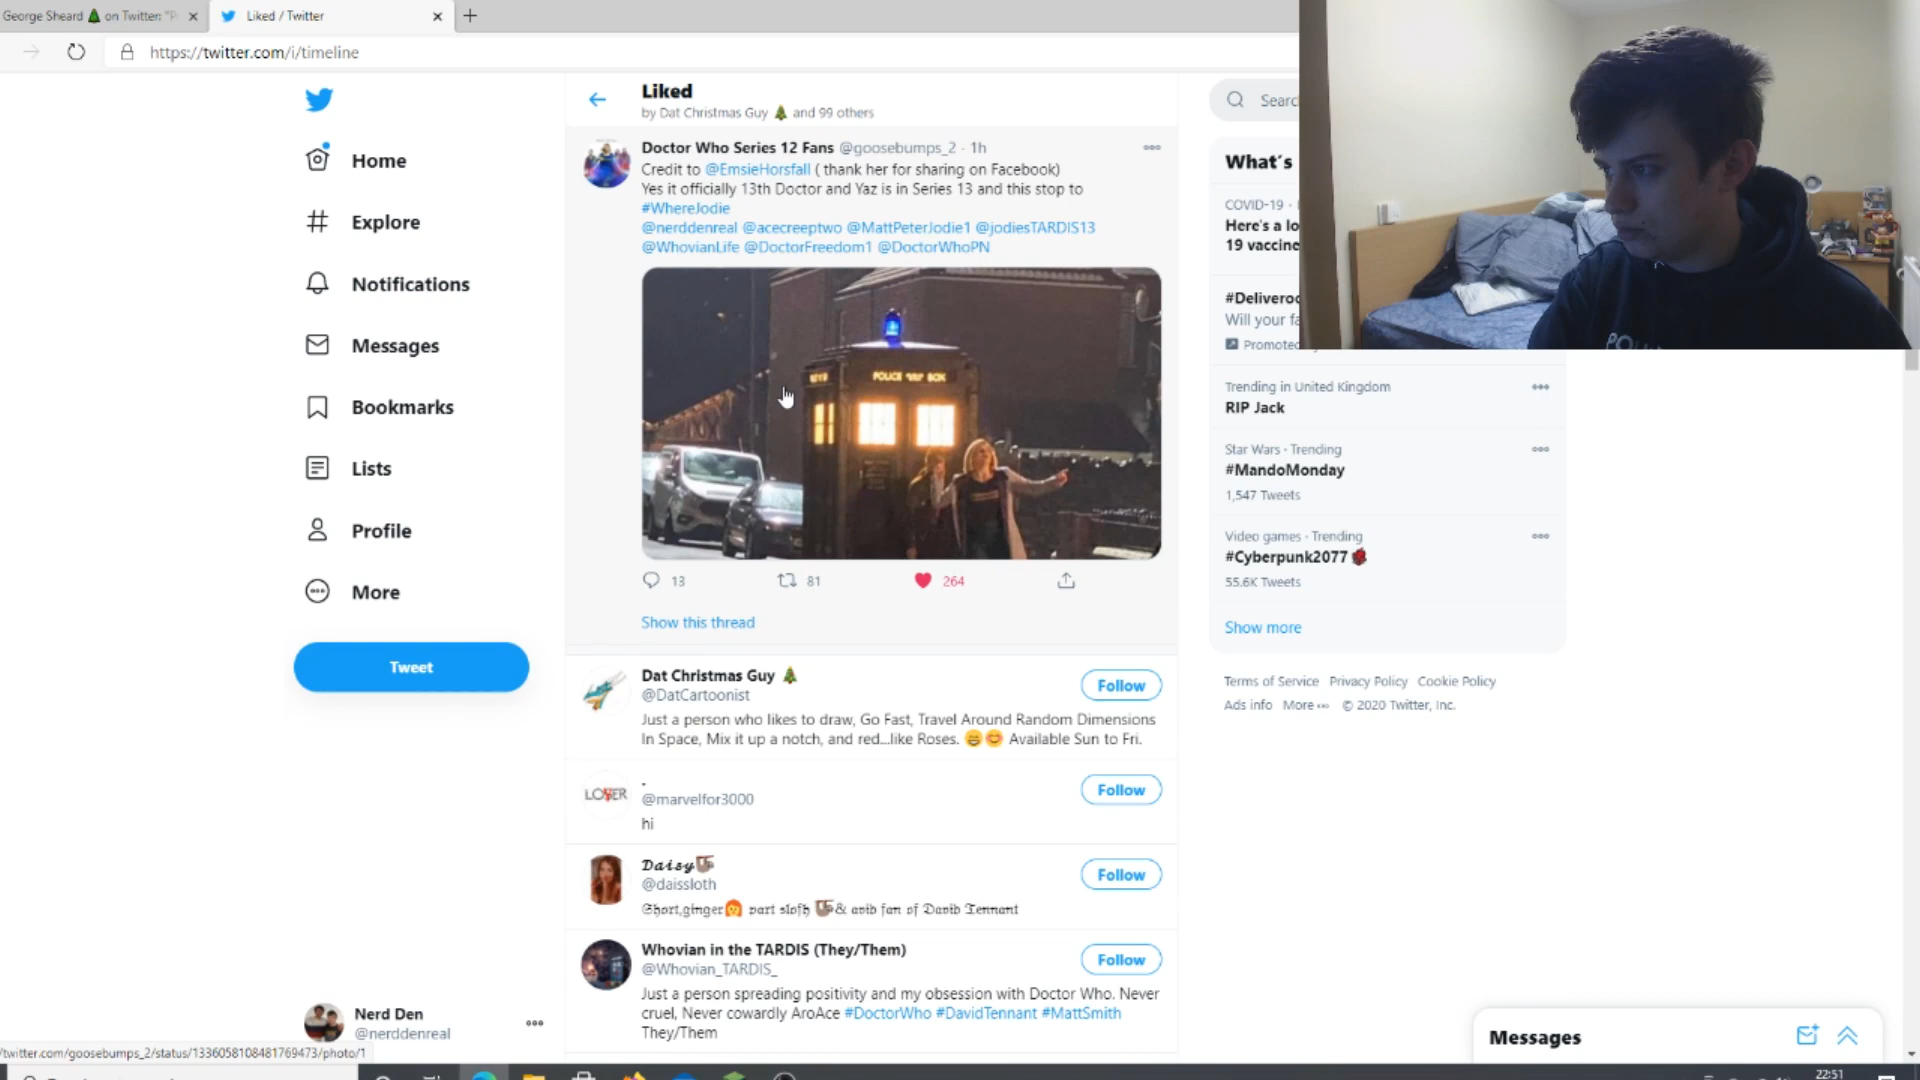 George Sheard 🎄 on Twitter: "P
Liked / Twitter
https://twitter.com/i/timeline
Home
Explore
Notifications
Messages
Bookmarks
Lists
Profile
More
Tweet
Nerd Den
@nerddenreal
twitter.com/goosebumps_2/status/1336058108481769473/photo/1
Liked
by Dat Christmas Guy 🎄 and 99 others
Doctor Who Series 12 Fans @goosebumps_2 · 1h
Credit to @EmsieHorsfall ( thank her for sharing on Facebook)
Yes it officially 13th Doctor and Yaz is in Series 13 and this stop to
#WhereJodie
@nerddenreal @acecreeptwo @MattPeterJodie1 @jodiesTARDIS13
@WhovianLife @DoctorFreedom1 @DoctorWhoPN
POLICE BOX
13 81 264
Show this thread
Dat Christmas Guy 🎄
@DatCartoonist
Follow
Just a person who likes to draw, Go Fast, Travel Around Random Dimensions
In Space, Mix it up a notch, and red...like Roses. 😄😊 Available Sun to Fri.
LOVER
.
@marvelfor3000
Follow
hi
𝓓𝓪𝓲𝓼𝔂🦥
@daissloth
Follow
𝔖𝔥𝔬𝔯𝔱,𝔤𝔦𝔫𝔤𝔢𝔯👩‍🦰 𝔭𝔞𝔯𝔱 𝔰𝔩𝔬𝔱𝔥 🦥& 𝔞𝔳𝔦𝔡 𝔣𝔞𝔫 𝔬𝔣 𝔇𝔞𝔳𝔦𝔡 𝔗𝔢𝔫𝔫𝔞𝔫𝔱
Whovian in the TARDIS (They/Them)
@Whovian_TARDIS_
Follow
Just a person spreading positivity and my obsession with Doctor Who. Never
cruel, Never cowardly AroAce #DoctorWho #DavidTennant #MattSmith
They/Them
Searc
What's
COVID-19 ·
Here's a lo
19 vaccine
#Deliveroo
Will your fa
Promoted
Trending in United Kingdom
RIP Jack
Star Wars · Trending
#MandoMonday
1,547 Tweets
Video games · Trending
#Cyberpunk2077
55.6K Tweets
Show more
Terms of Service Privacy Policy Cookie Policy
Ads info More © 2020 Twitter, Inc.
Messages
22:51